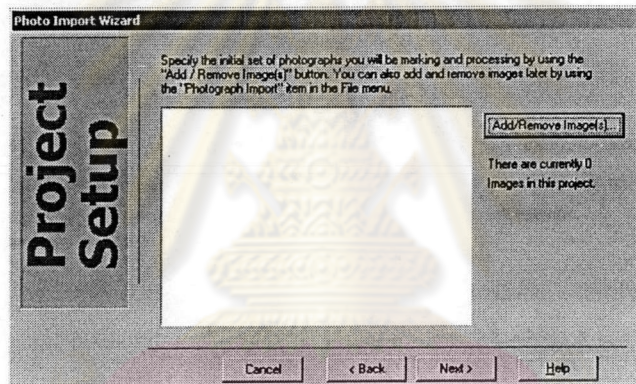 Photo Import Wizard
Project
Setup
Specify the initial set of photographs you will be marking and processing by using the
"Add / Remove Image(s)" button. You can also add and remove images later by using
the "Photograph Import" item in the File menu.
Add/Remove Image(s)...
There are currently 0
Images in this project.
Cancel
< Back
Next >
Help